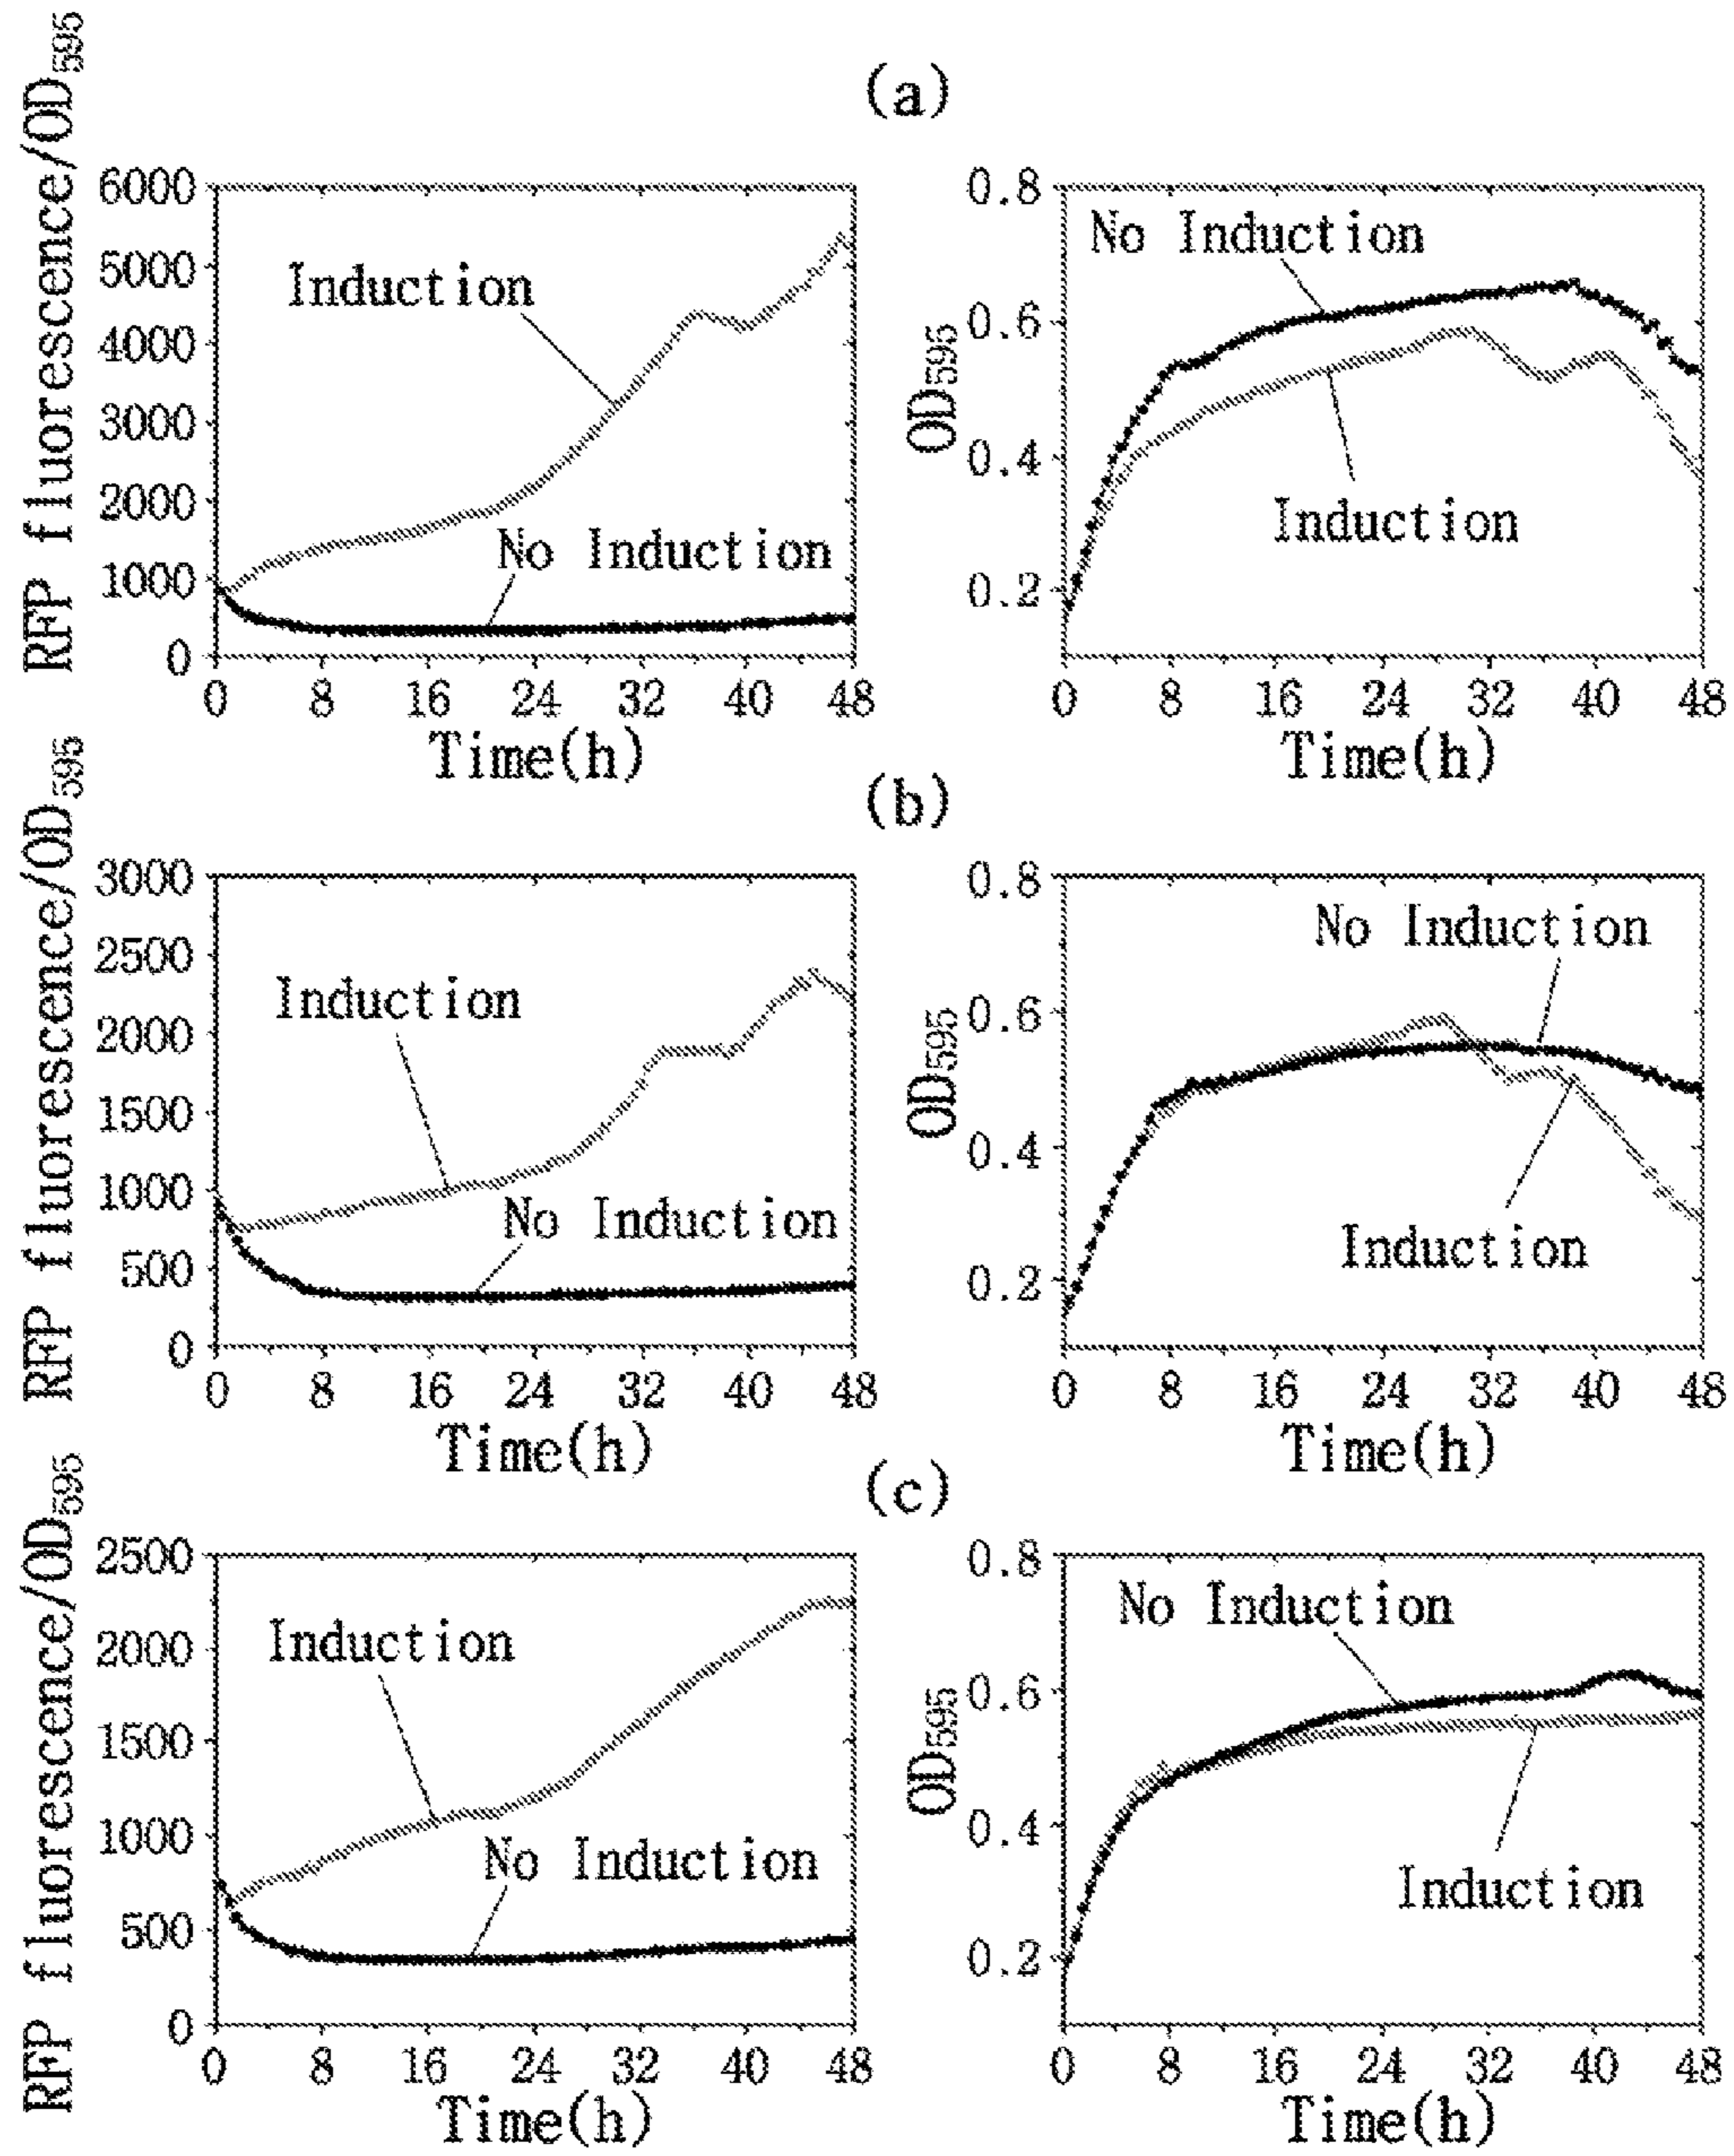 (a)
RFP fluorescence/OD595
6000
5000
4000
3000
2000
1000
0
Induction
No Induction
0 8 16 24 32 40 48
Time(h)
OD595
0.8
0.6
0.4
0.2
No Induction
Induction
0 8 16 24 32 40 48
Time(h)
(b)
RFP fluorescence/OD595
3000
2500
2000
1500
1000
500
0
Induction
No Induction
0 8 16 24 32 40 48
Time(h)
OD595
0.8
0.6
0.4
0.2
No Induction
Induction
0 8 16 24 32 40 48
Time(h)
(c)
RFP fluorescence/OD595
2500
2000
1500
1000
500
0
Induction
No Induction
0 8 16 24 32 40 48
Time(h)
OD595
0.8
0.6
0.4
0.2
No Induction
Induction
0 8 16 24 32 40 48
Time(h)